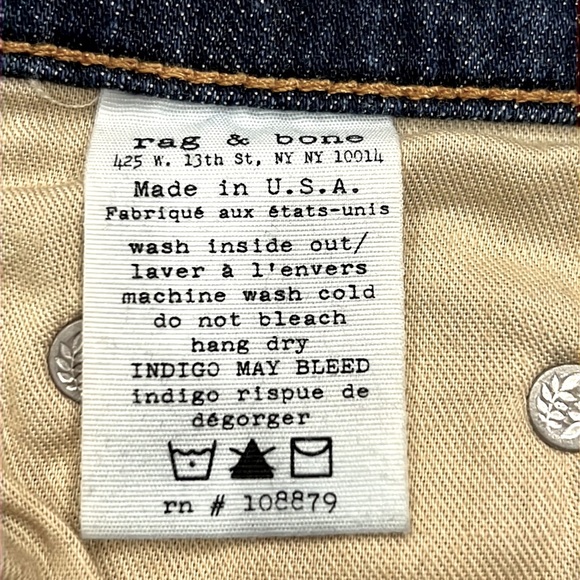 rag & bone
425 W. 13th St, NY NY 10014
Made in U.S.A.
Fabriqué aux états-unis
wash inside out/
laver à l'envers
machine wash cold
do not bleach
hang dry
INDIGO MAY BLEED
indigo rispue de
dégorger
rn # 108879